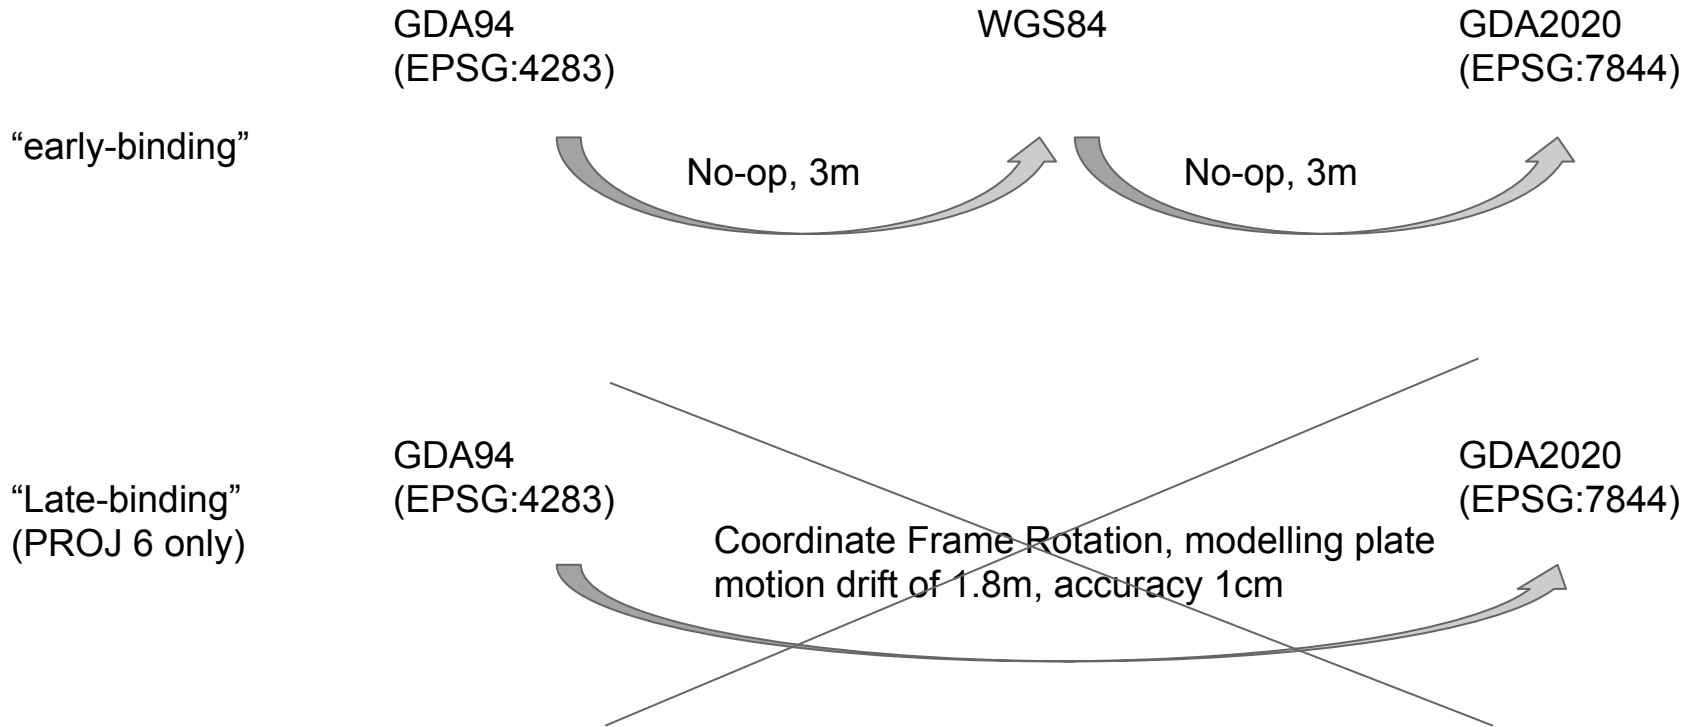 GDA94
(EPSG:4283)
WGS84
GDA2020
(EPSG:7844)
“early-binding”
No-op, 3m
No-op, 3m
GDA94
(EPSG:4283)
GDA2020
(EPSG:7844)
“Late-binding”
(PROJ 6 only)
Coordinate Frame Rotation, modelling plate
motion drift of 1.8m, accuracy 1cm